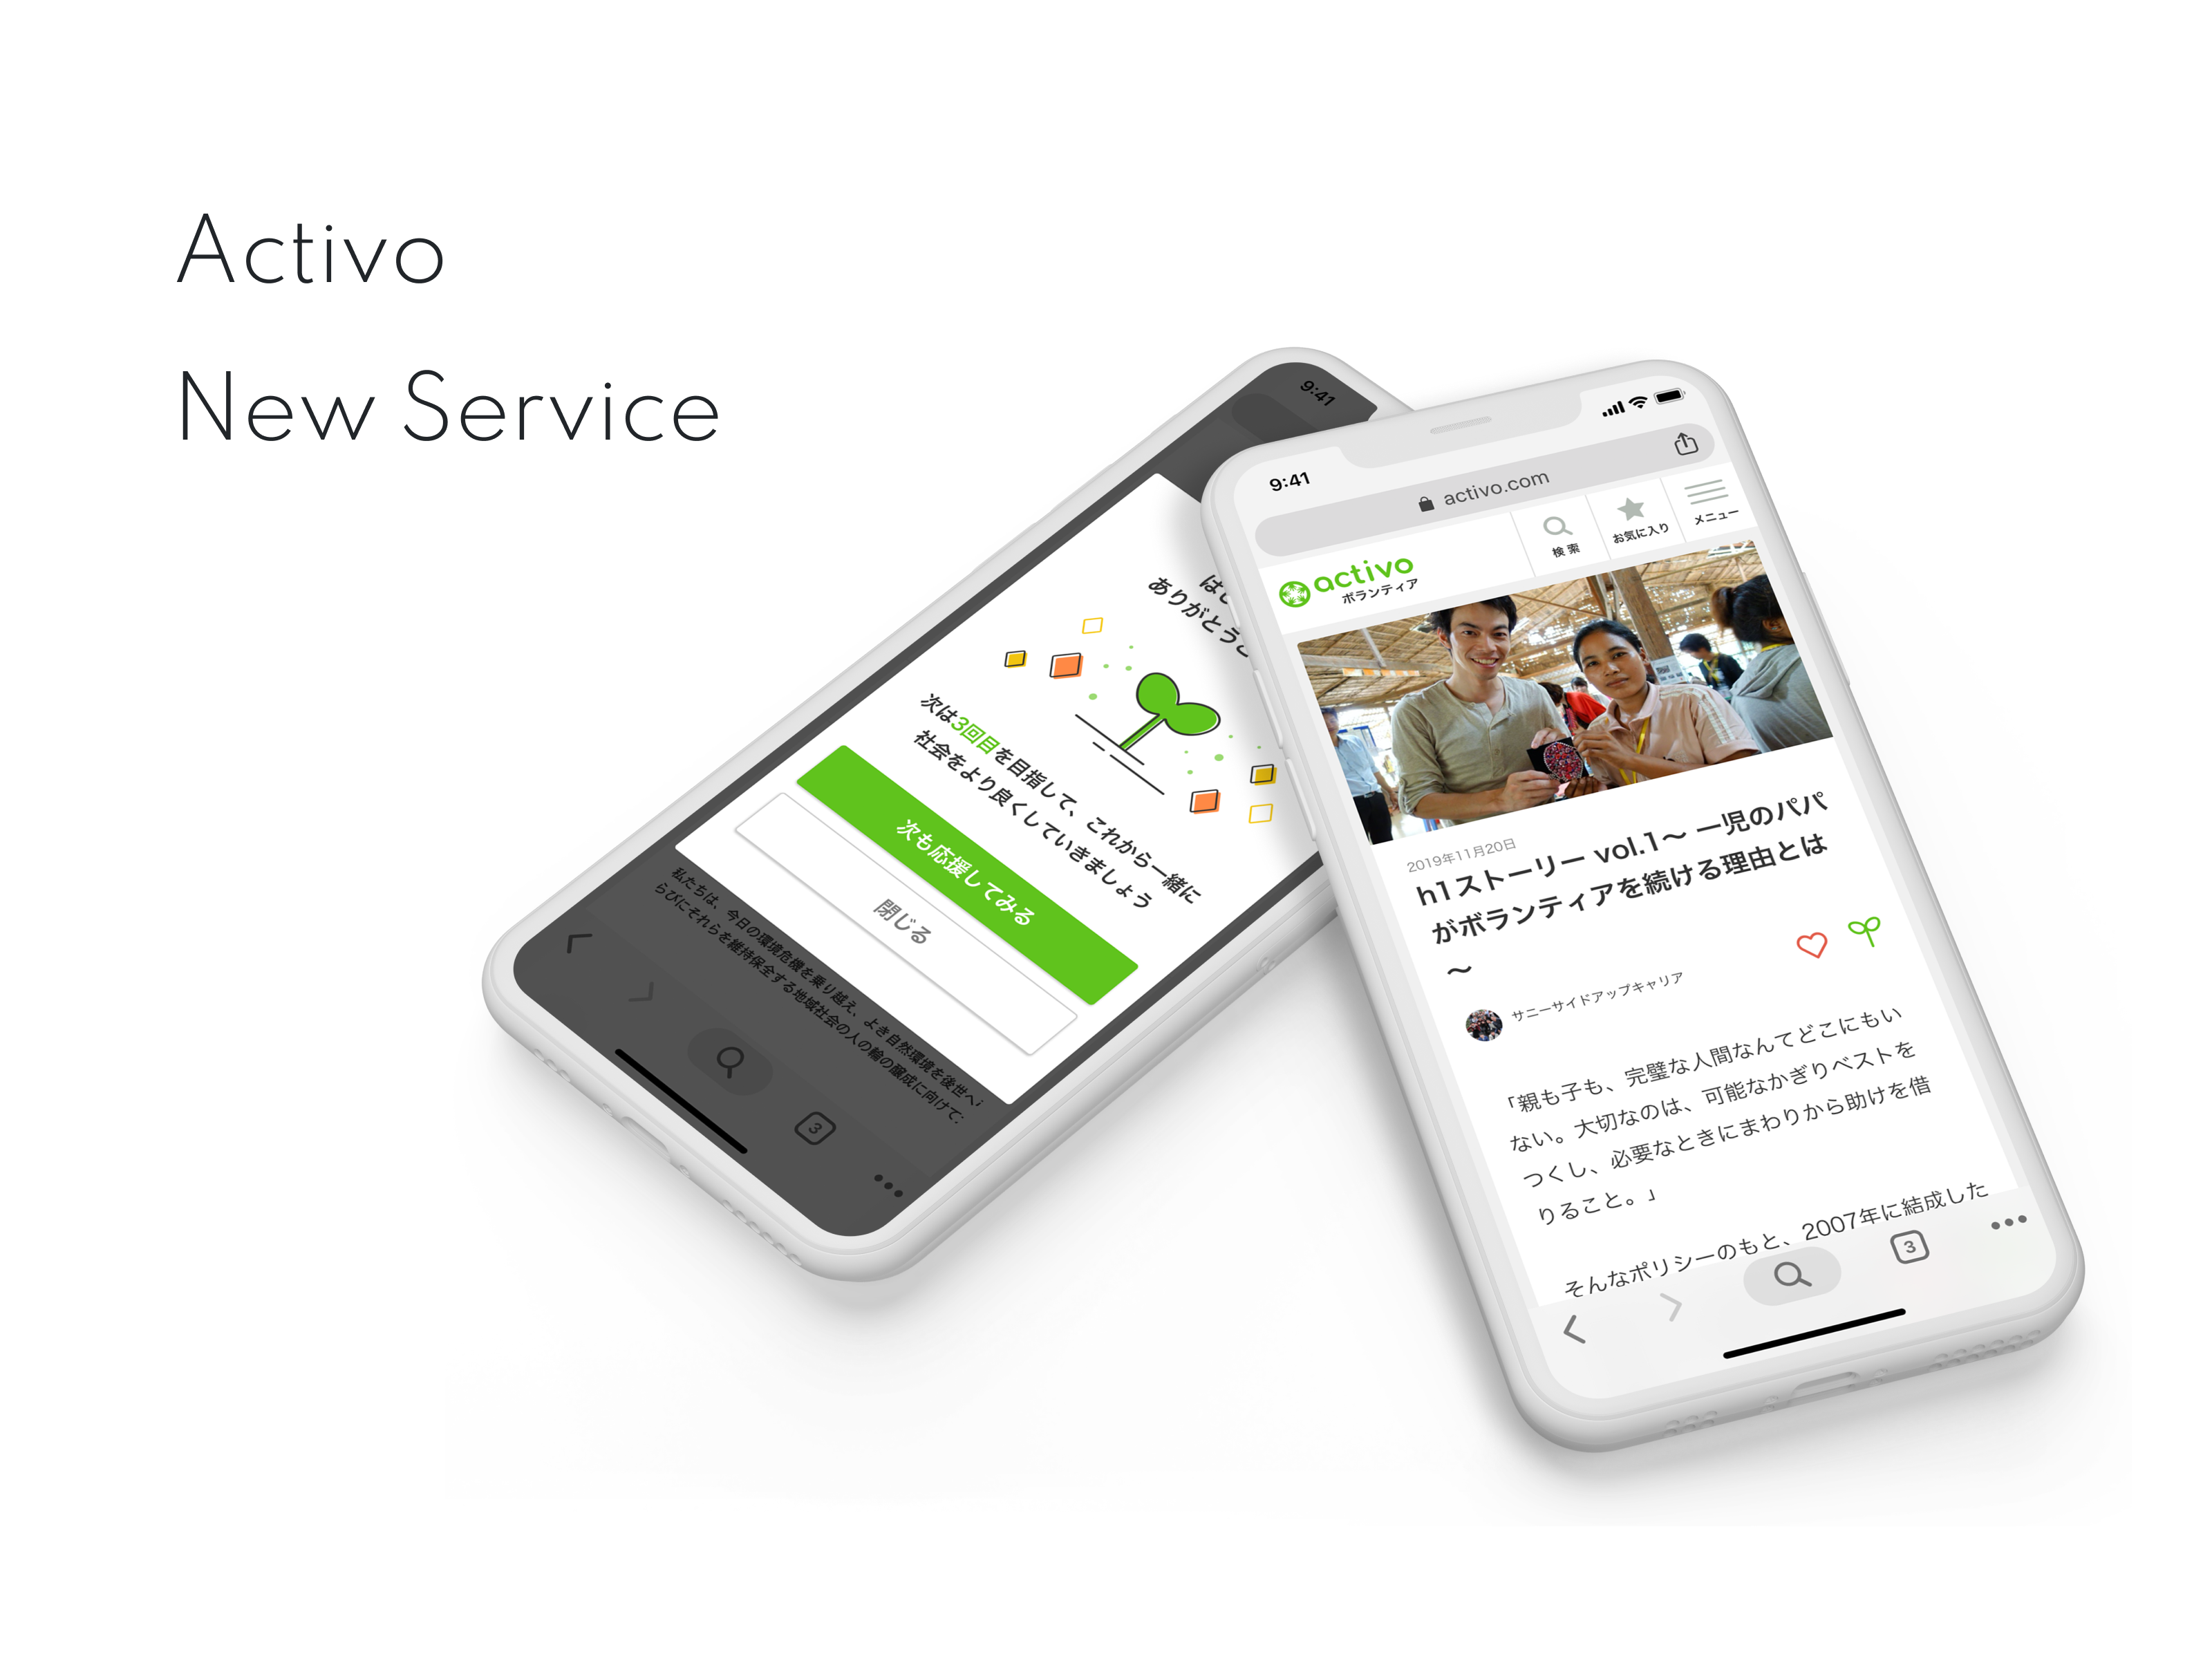 Activo
New Service
9:41
ありがとうご
次は3回目を目指して、これから一緒に
社会をより良くしていきましょう
次も応援してみる
閉じる
私たちは、今日の環境危機を乗り越え、よき自然環境を後世へi
らびにそれらを維持保全する地域社会の人の輪の醸成に向けて:
3
9:41
activo.com
activo
ボランティア
検 索
お気に入り
メニュー
2019年11月20日
h1ストーリー vol.1〜 一児のパパ
がボランティアを続ける理由とは
〜
サニーサイドアップキャリア
「親も子も、完璧な人間なんてどこにもい
ない。大切なのは、可能なかぎりベストを
つくし、必要なときにまわりから助けを借
りること。」
そんなポリシーのもと、2007年に結成した
3